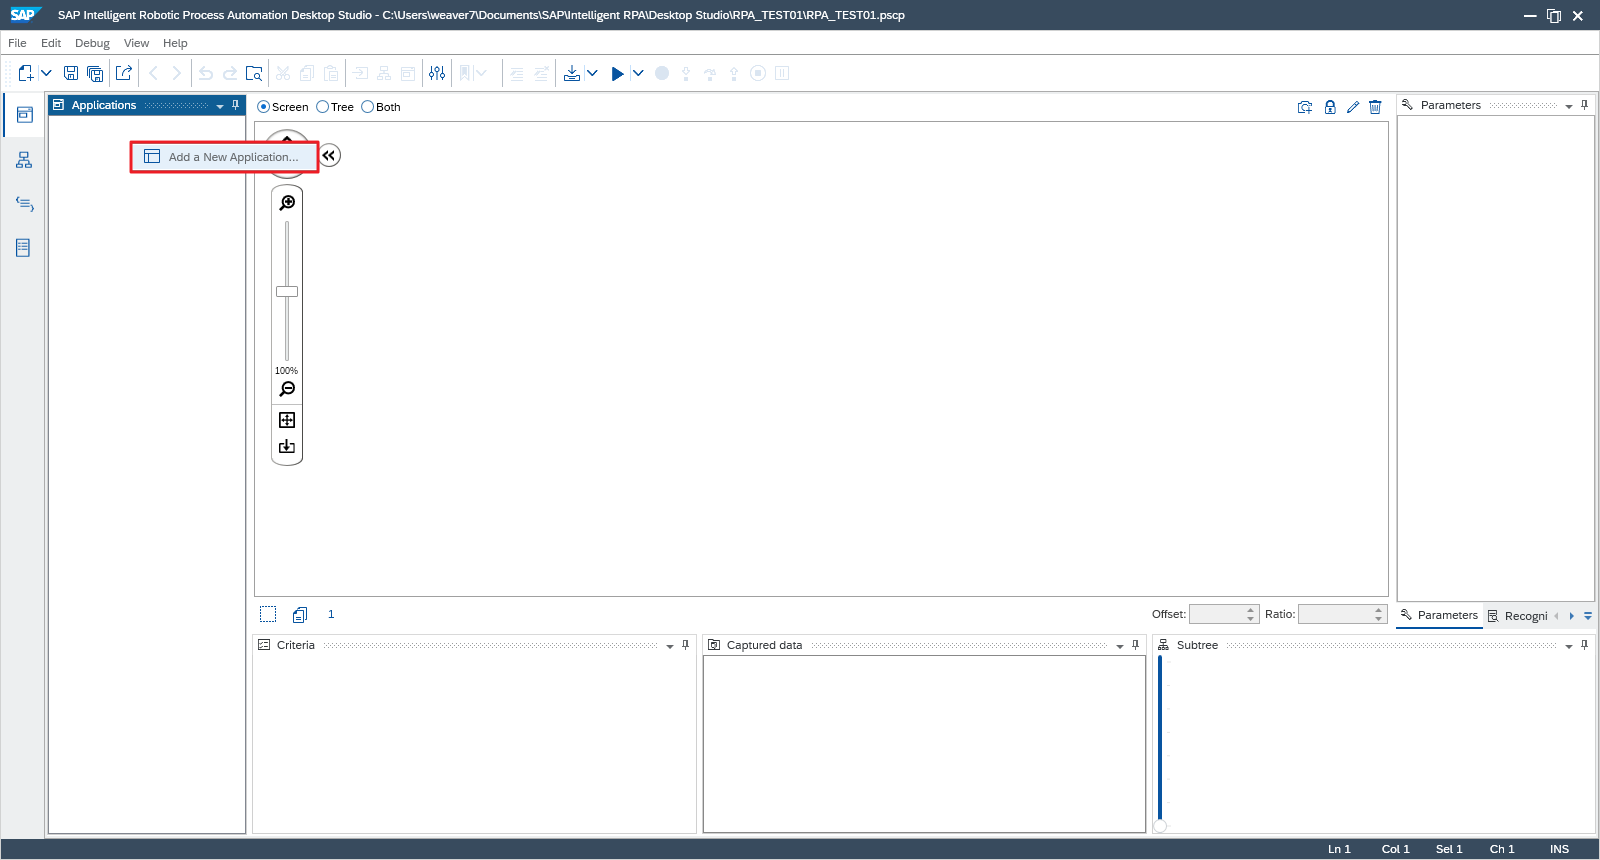 SAP SAP Intelligent Robotic Process Automation Desktop Studio - C:\Users\weaver7\Documents\SAP\Intelligent RPA\Desktop Studio\RPA_TEST01\RPA_TEST01.pscp
File Edit Debug View Help
Applications
Screen Tree Both
Parameters
Add a New Application...
100%
1
Offset: Ratio:
Parameters Recogni
Criteria
Captured data
Subtree
Ln 1 Col 1 Sel 1 Ch 1 INS